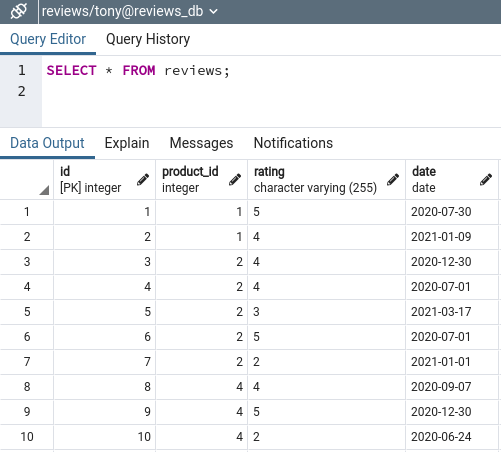 reviews/tony@reviews_db
Query Editor Query History
1 SELECT * FROM reviews;
2
Data Output Explain Messages Notifications
id product_id rating date
[PK] integer integer character varying (255) date
1 1 1 5 2020-07-30
2 2 1 4 2021-01-09
3 3 2 4 2020-12-30
4 4 2 4 2020-07-01
5 5 2 3 2021-03-17
6 6 2 5 2020-07-01
7 7 2 2 2021-01-01
8 8 4 4 2020-09-07
9 9 4 5 2020-12-30
10 10 4 2 2020-06-24